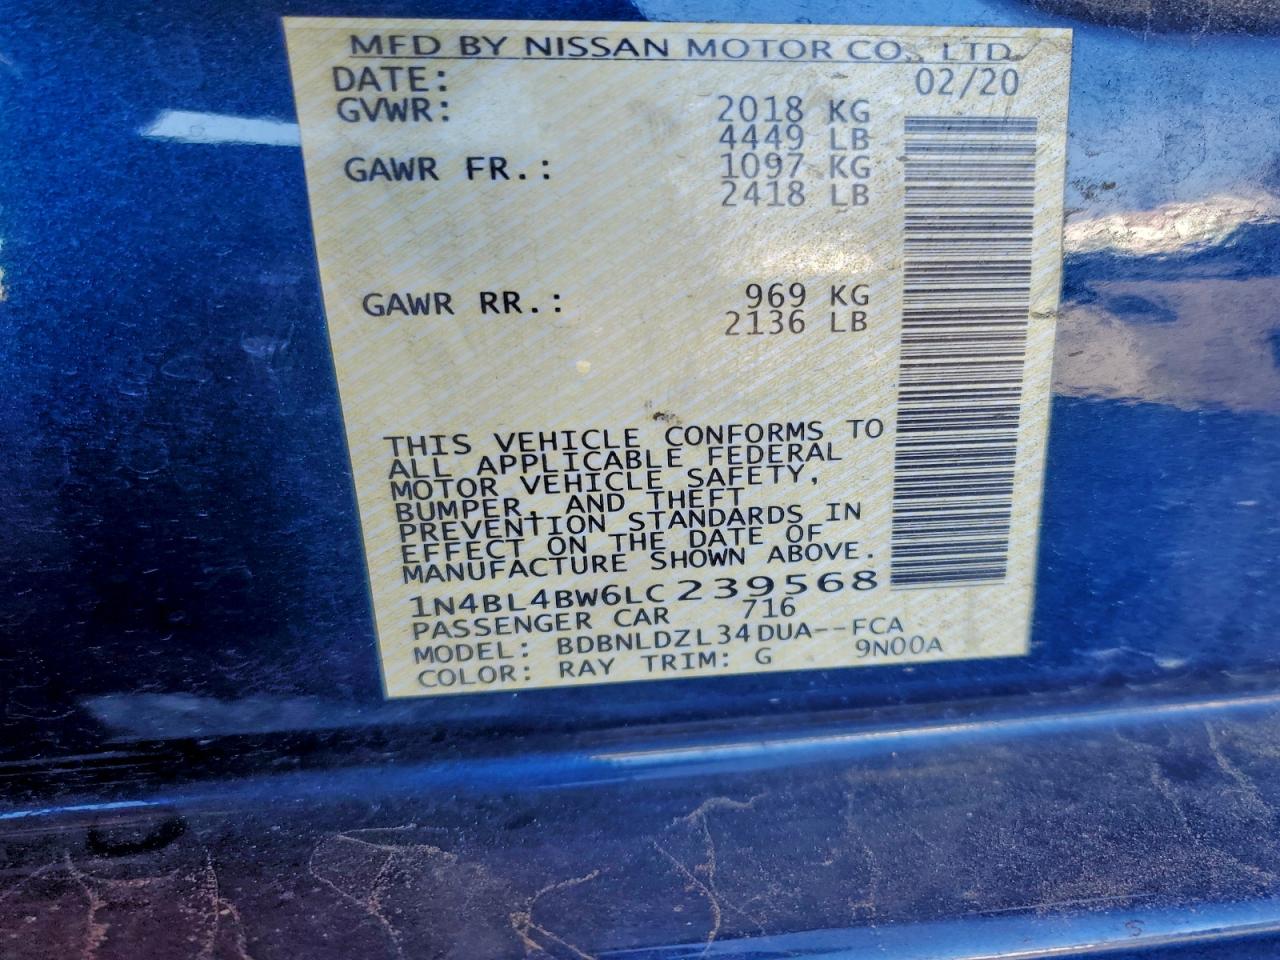 MFD BY NISSAN MOTOR CO., LTD.
DATE: 02/20
GVWR: 2018 KG
4449 LB
GAWR FR.: 1097 KG
2418 LB
GAWR RR.: 969 KG
2136 LB
THIS VEHICLE CONFORMS TO
ALL APPLICABLE FEDERAL
MOTOR VEHICLE SAFETY,
BUMPER, AND THEFT
PREVENTION STANDARDS IN
EFFECT ON THE DATE OF
MANUFACTURE SHOWN ABOVE.
1N4BL4BW6LC239568
PASSENGER CAR 716
MODEL: BDBNLDZL34DUA--FCA
COLOR: RAY TRIM: G 9N00A